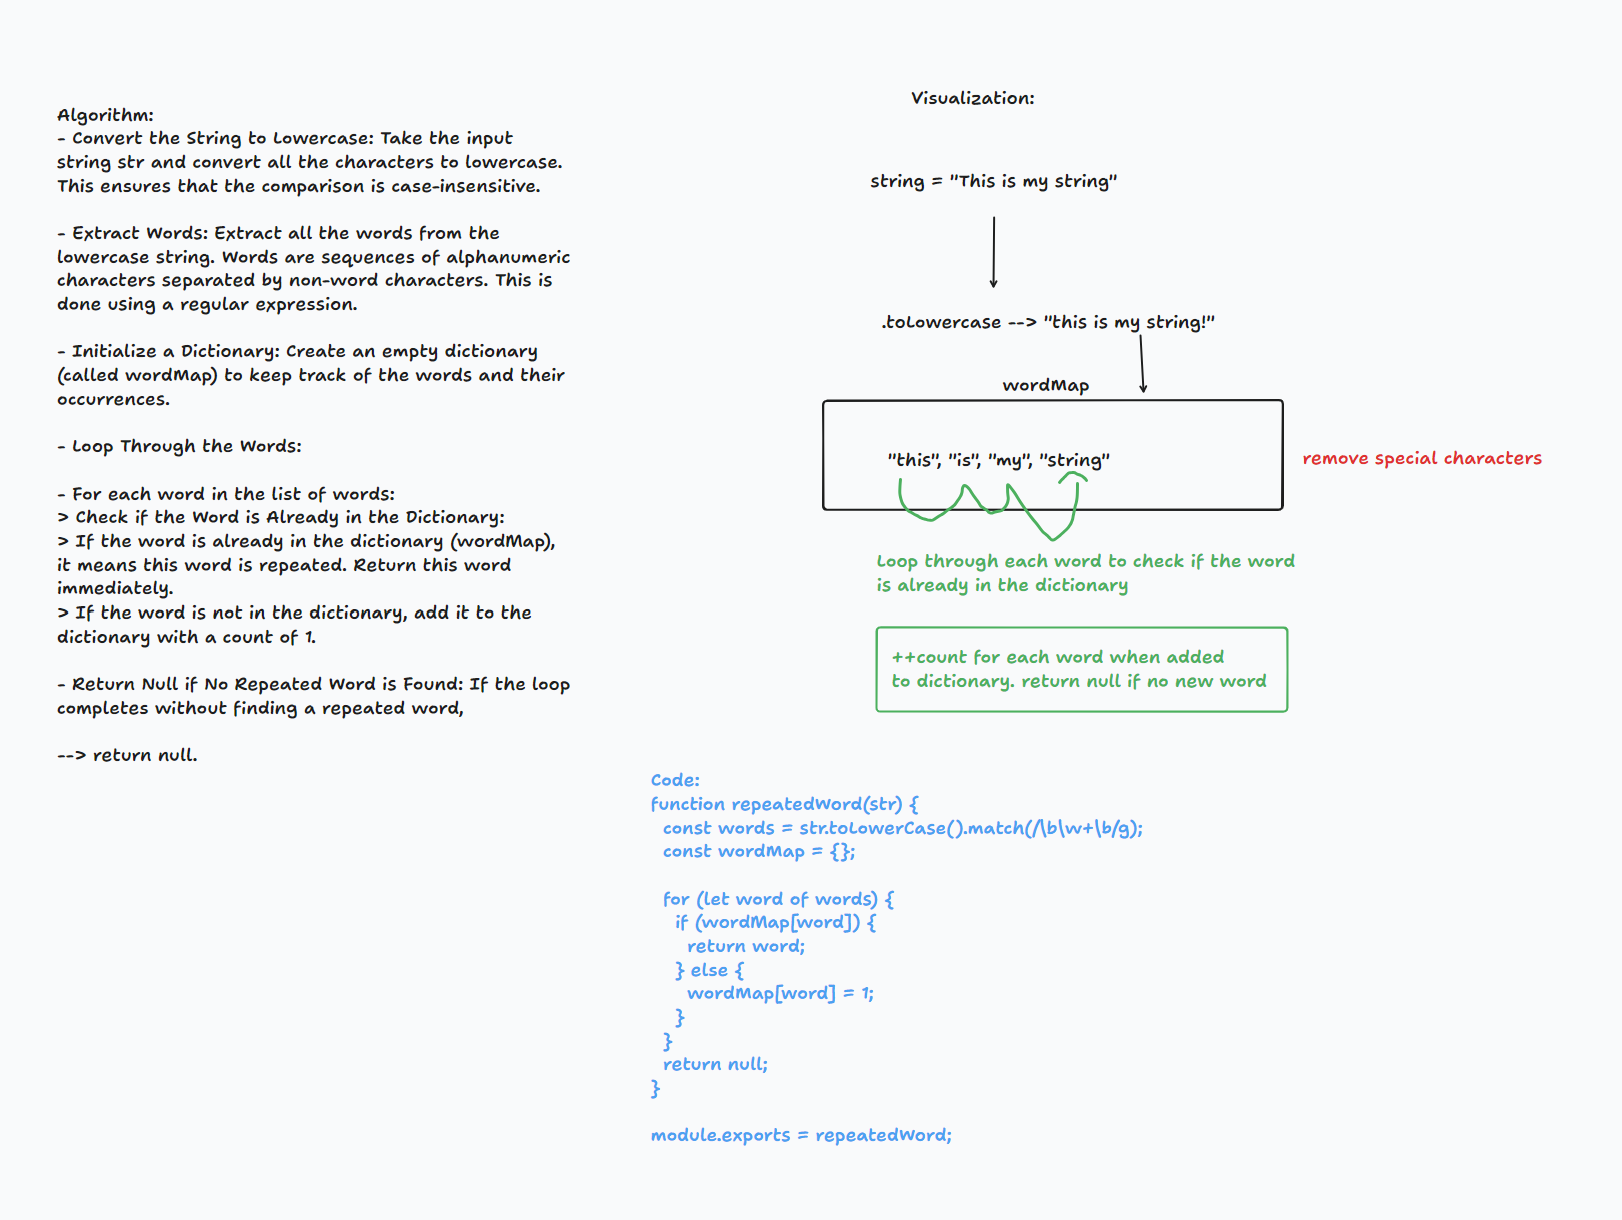 Algorithm:
- Convert the String to Lowercase: Take the input
string str and convert all the characters to lowercase.
This ensures that the comparison is case-insensitive.
- Extract Words: Extract all the words from the
lowercase string. Words are sequences of alphanumeric
characters separated by non-word characters. This is
done using a regular expression.
- Initialize a Dictionary: Create an empty dictionary
(called wordMap) to keep track of the words and their
occurrences.
- Loop Through the Words:
- For each word in the list of words:
> Check if the Word is Already in the Dictionary:
> If the word is already in the dictionary (wordMap),
it means this word is repeated. Return this word
immediately.
> If the word is not in the dictionary, add it to the
dictionary with a count of 1.
- Return Null if No Repeated Word is Found: If the loop
completes without finding a repeated word,
--> return null.
Visualization:
string = "This is my string"
.toLowercase --> "this is my string!"
wordMap
"this", "is", "my", "string"
remove special characters
Loop through each word to check if the word
is already in the dictionary
++count for each word when added
to dictionary. return null if no new word
Code:
function repeatedWord(str) {
const words = str.toLowerCase().match(/\b\w+\b/g);
const wordMap = {};
for (let word of words) {
if (wordMap[word]) {
return word;
} else {
wordMap[word] = 1;
}
}
return null;
}
module.exports = repeatedWord;